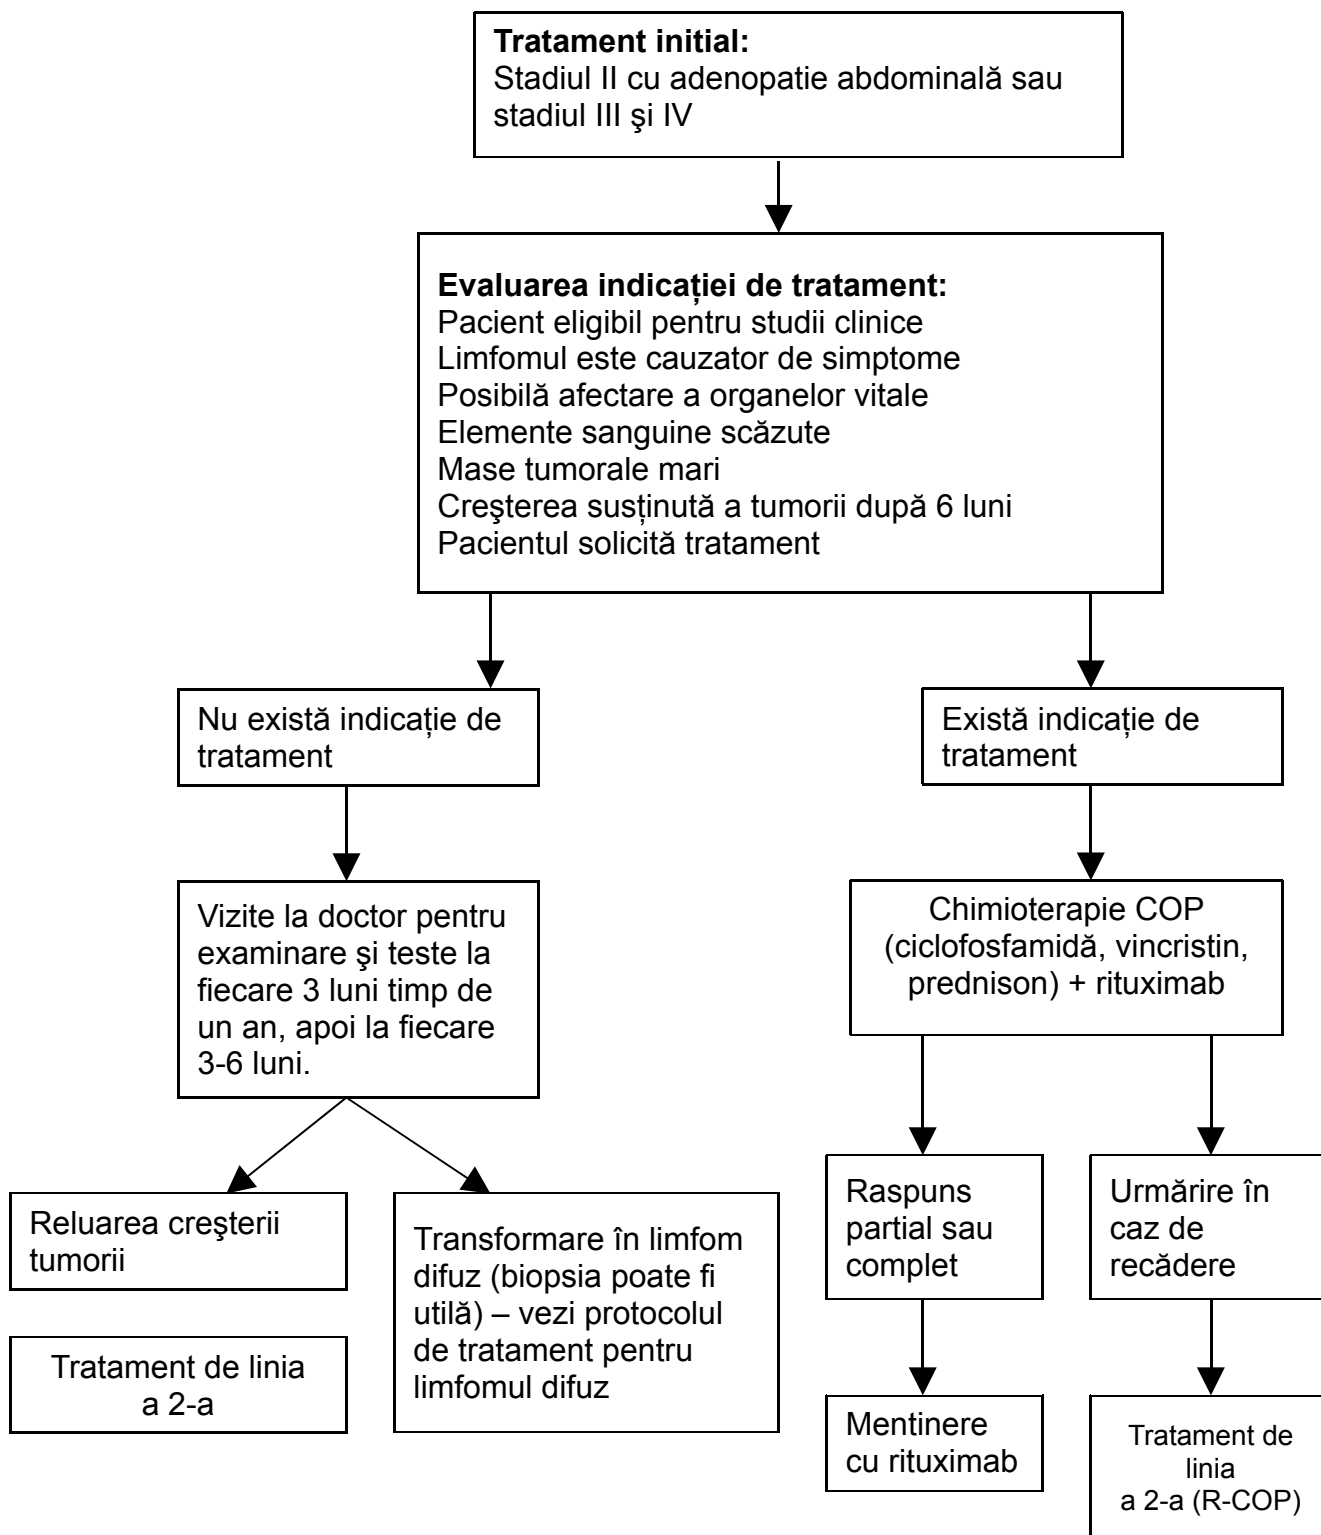 Tratament initial:
Stadiul II cu adenopatie abdominală sau
stadiul III şi IV
Evaluarea indicației de tratament:
Pacient eligibil pentru studii clinice
Limfomul este cauzator de simptome
Posibilă afectare a organelor vitale
Elemente sanguine scăzute
Mase tumorale mari
Creşterea susținută a tumorii după 6 luni
Pacientul solicită tratament
Nu există indicație de
tratament
Există indicație de
tratament
Vizite la doctor pentru
examinare şi teste la
fiecare 3 luni timp de
un an, apoi la fiecare
3-6 luni.
Chimioterapie COP
(ciclofosfamidă, vincristin,
prednison) + rituximab
Reluarea creşterii
tumorii
Tratament de linia
a 2-a
Transformare în limfom
difuz (biopsia poate fi
utilă) – vezi protocolul
de tratament pentru
limfomul difuz
Raspuns
partial sau
complet
Urmărire în
caz de
recădere
Mentinere
cu rituximab
Tratament de
linia
a 2-a (R-COP)